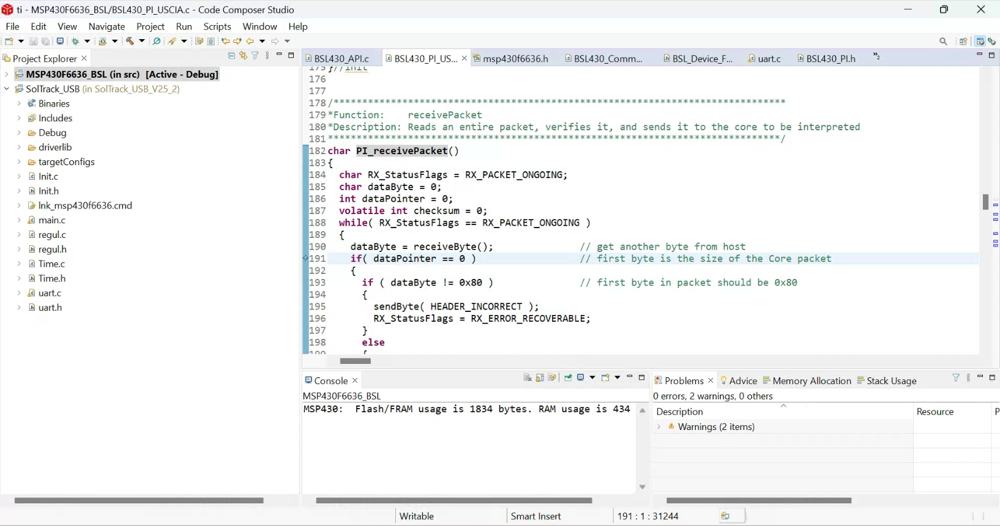 ti - MSP430F6636_BSL/BSL430_PI_USCIA.c - Code Composer Studio
File Edit View Navigate Project Run Scripts Window Help
Project Explorer
MSP430F6636_BSL (in src) [Active - Debug]
SolTrack_USB (in SolTrack_USB_V25_2)
Binaries
Includes
Debug
driverlib
targetConfigs
Init.c
Init.h
lnk_msp430f6636.cmd
main.c
regul.c
regul.h
Time.c
Time.h
uart.c
uart.h
BSL430_API.c BSL430_PI_US... msp430f6636.h BSL430_Comm... BSL_Device_F... uart.c BSL430_PI.h »2
175 }//init
176
177
178 /*******************************************************************************
179 *Function:    receivePacket
180 *Description: Reads an entire packet, verifies it, and sends it to the core to be interpreted
181 *******************************************************************************/
182 char PI_receivePacket()
183 {
184   char RX_StatusFlags = RX_PACKET_ONGOING;
185   char dataByte = 0;
186   int dataPointer = 0;
187   volatile int checksum = 0;
188   while( RX_StatusFlags == RX_PACKET_ONGOING )
189   {
190     dataByte = receiveByte();               // get another byte from host
191     if( dataPointer == 0 )                  // first byte is the size of the Core packet
192     {
193       if ( dataByte != 0x80 )               // first byte in packet should be 0x80
194       {
195         sendByte( HEADER_INCORRECT );
196         RX_StatusFlags = RX_ERROR_RECOVERABLE;
197       }
198       else
199       {
Console
MSP430F6636_BSL
MSP430:  Flash/FRAM usage is 1834 bytes. RAM usage is 434
Problems Advice Memory Allocation Stack Usage
0 errors, 2 warnings, 0 others
Description Resource P
Warnings (2 items)
Writable Smart Insert 191 : 1 : 31244